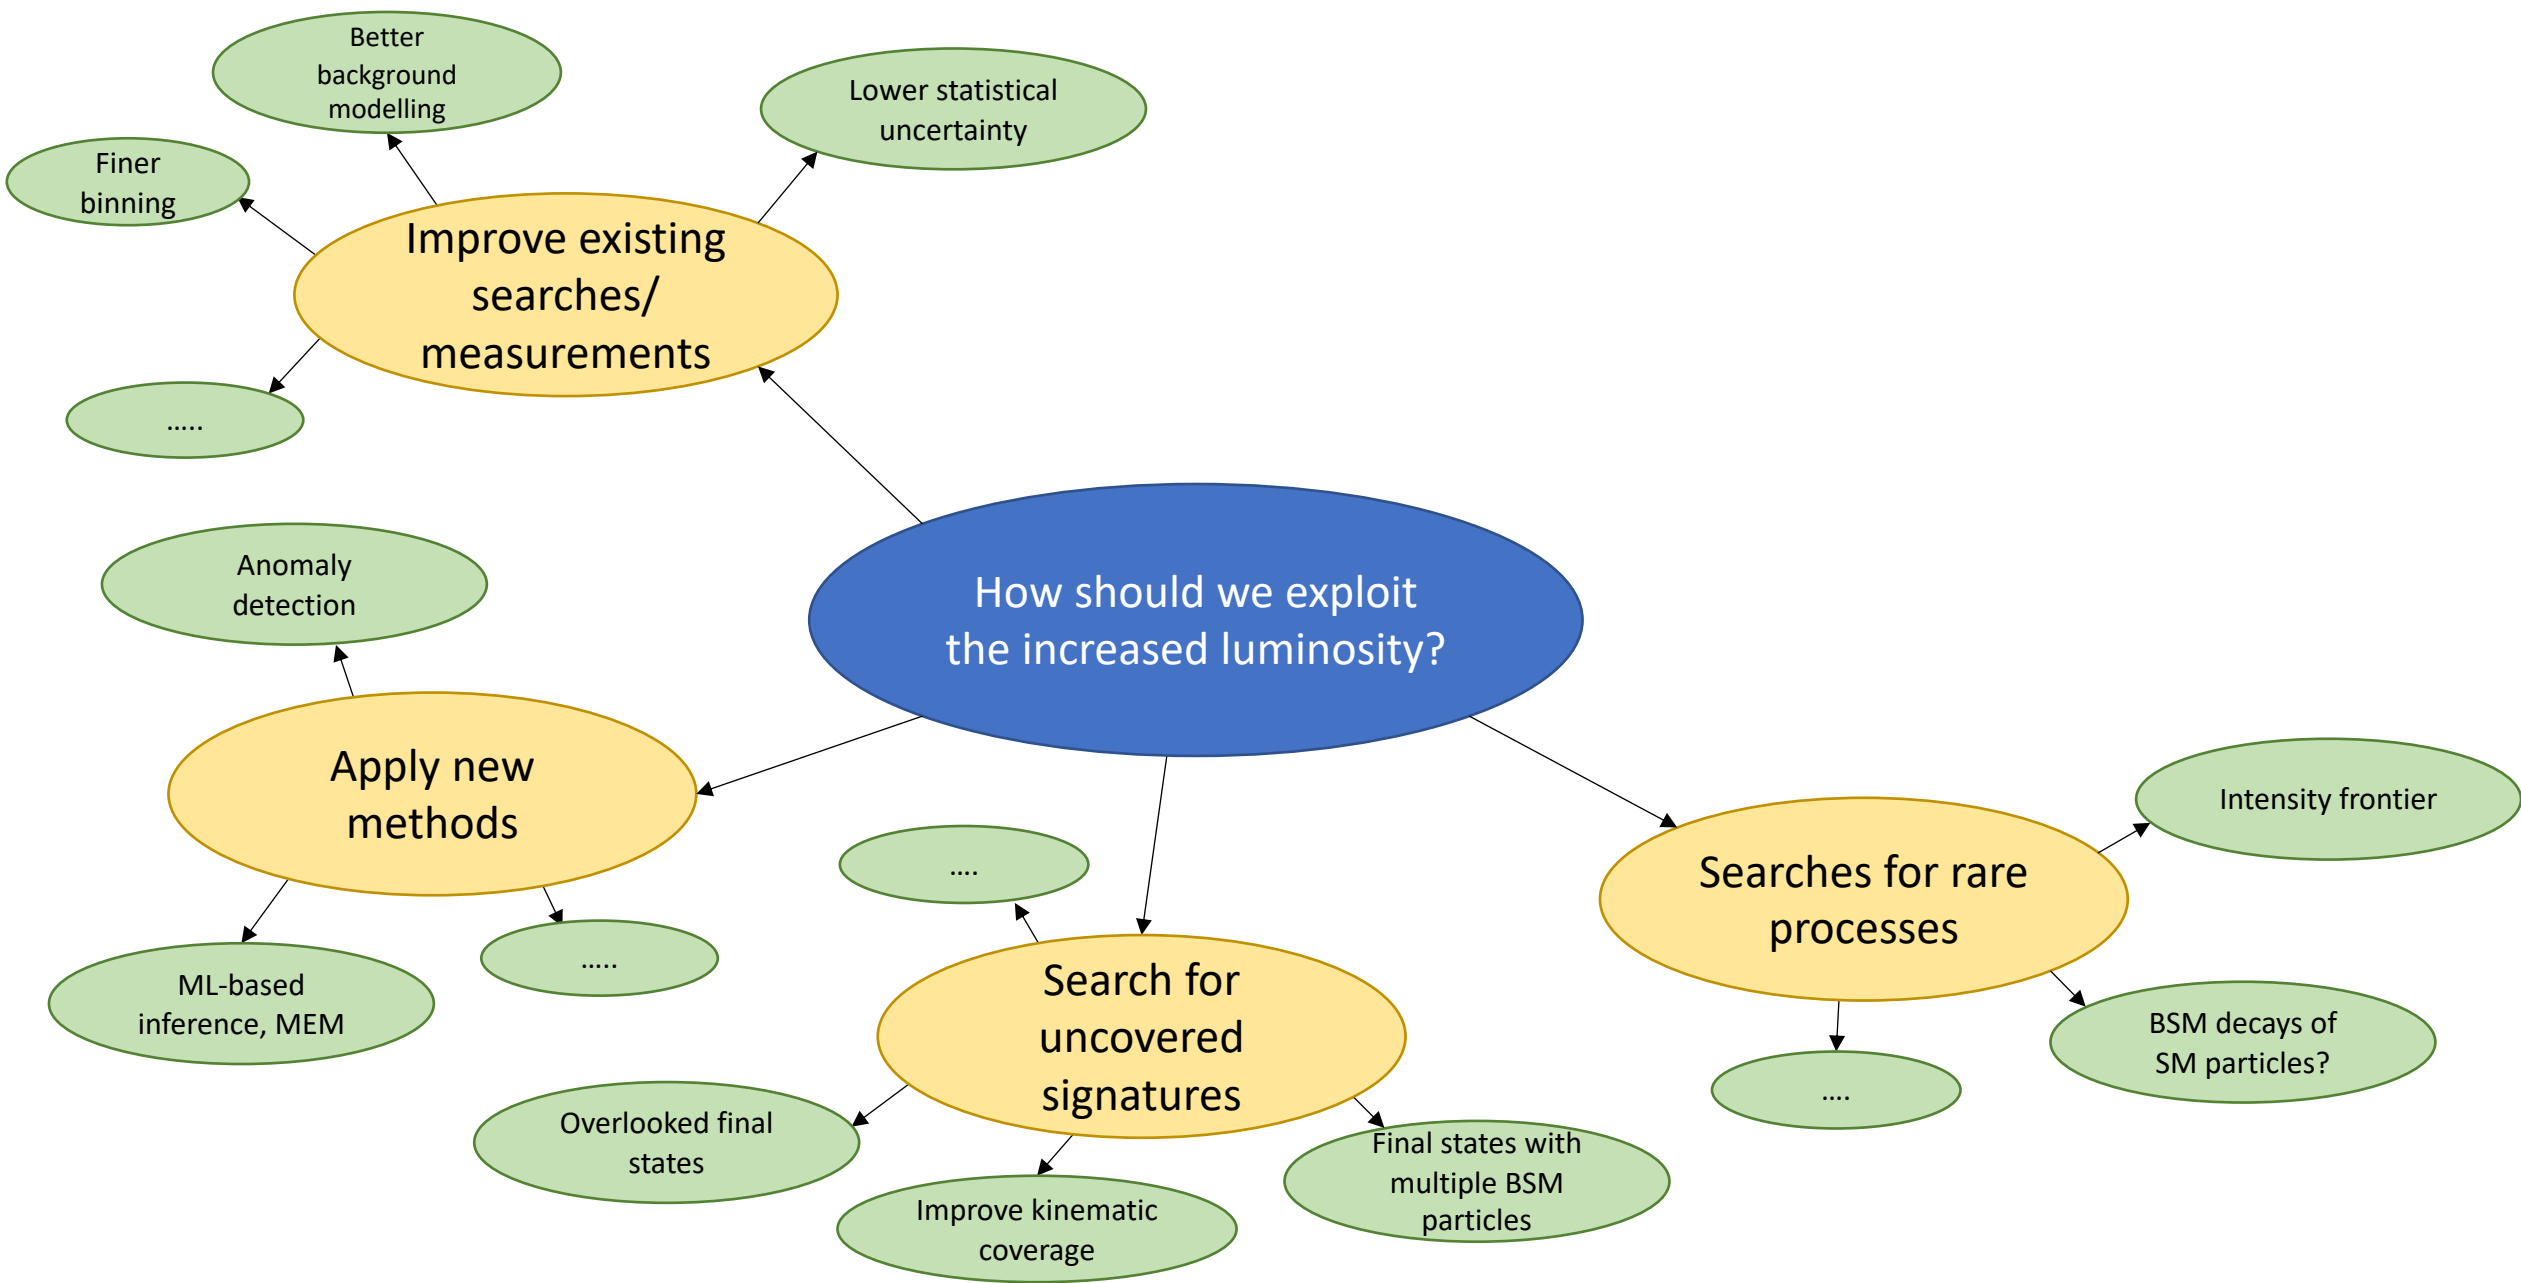 Better
background
modelling
Lower statistical
uncertainty
Finer
binning
Improve existing
searches/
measurements
.....
Anomaly
detection
How should we exploit
the increased luminosity?
Apply new
methods
Intensity frontier
....
Searches for rare
processes
.....
ML-based
inference, MEM
Search for
uncovered
signatures
BSM decays of
SM particles?
....
Overlooked final
states
Final states with
multiple BSM
particles
Improve kinematic
coverage